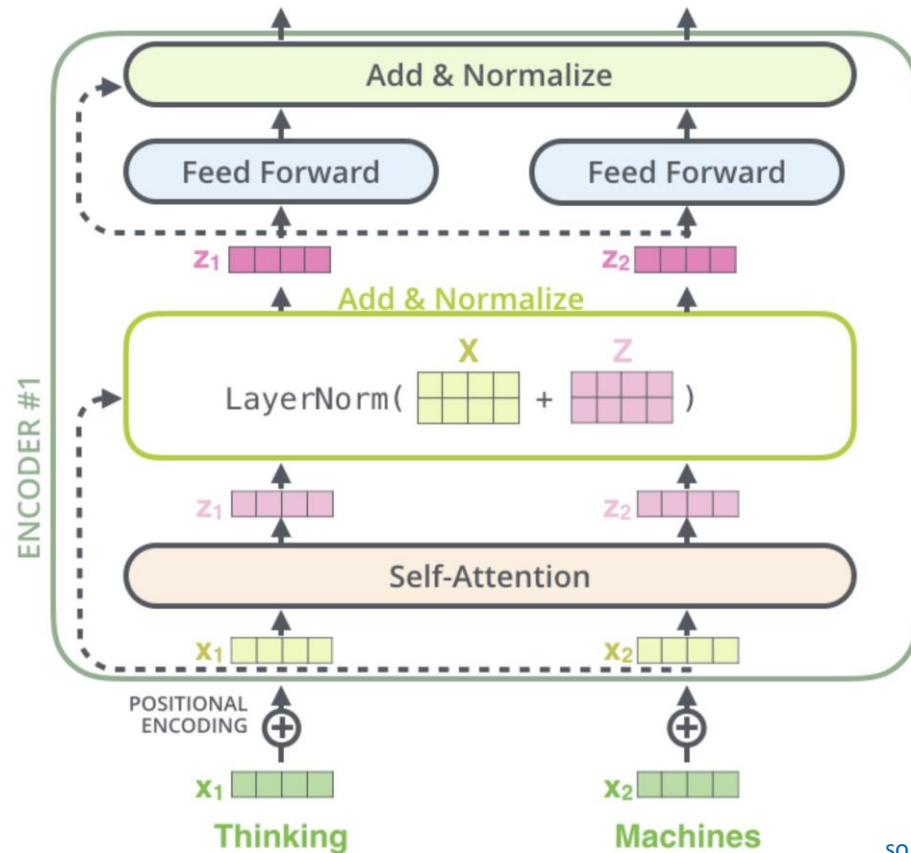 Add & Normalize
Feed Forward Feed Forward
z1 z2
Add & Normalize
X Z
LayerNorm( + )
ENCODER #1
z1 z2
Self-Attention
x1 x2
POSITIONAL
ENCODING
x1 x2
Thinking Machines
so